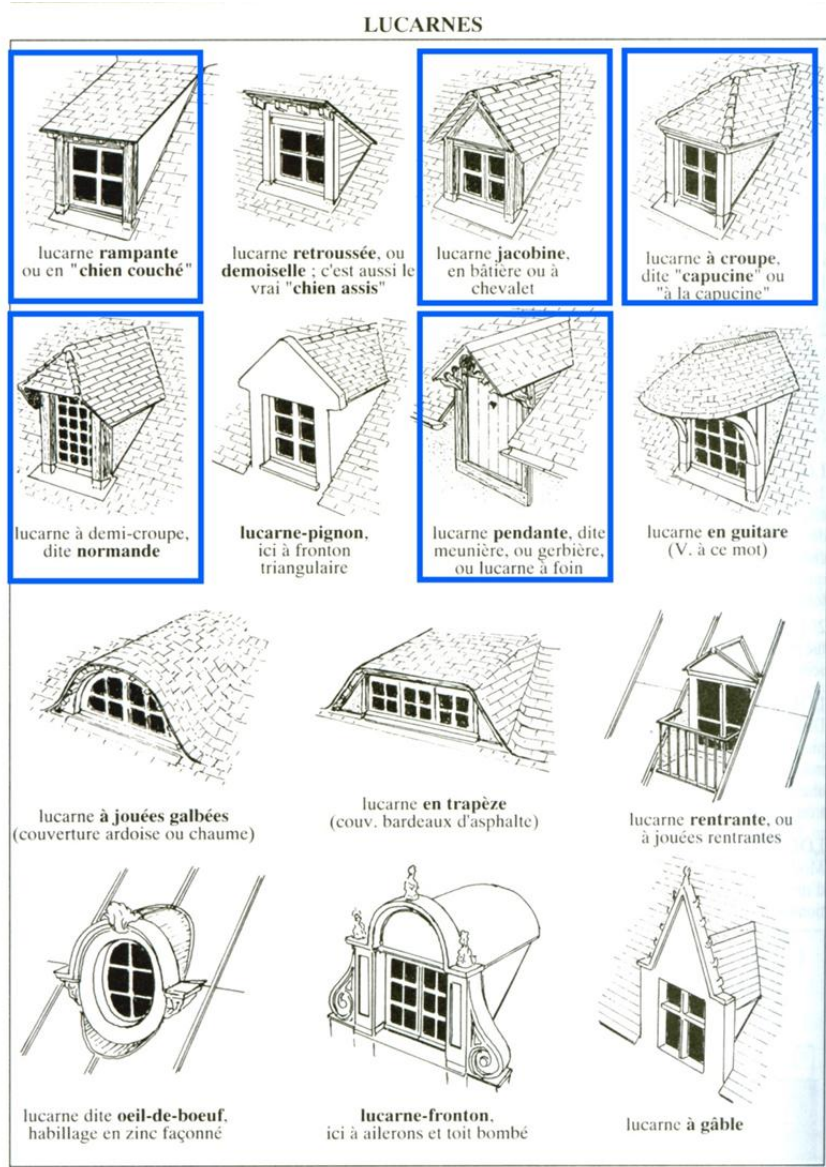 LUCARNES
lucarne rampante
ou en "chien couché"
lucarne retroussée, ou
demoiselle ; c'est aussi le
vrai "chien assis"
lucarne jacobine,
en bâtière ou à
chevalet
lucarne à croupe,
dite "capucine" ou
"à la capucine"
lucarne à demi-croupe,
dite normande
lucarne-pignon,
ici à fronton
triangulaire
lucarne pendante, dite
meunière, ou gerbière,
ou lucarne à foin
lucarne en guitare
(V. à ce mot)
lucarne à jouées galbées
(couverture ardoise ou chaume)
lucarne en trapèze
(couv. bardeaux d'asphalte)
lucarne rentrante, ou
à jouées rentrantes
lucarne dite oeil-de-boeuf,
habillage en zinc façonné
lucarne-fronton,
ici à ailerons et toit bombé
lucarne à gâble